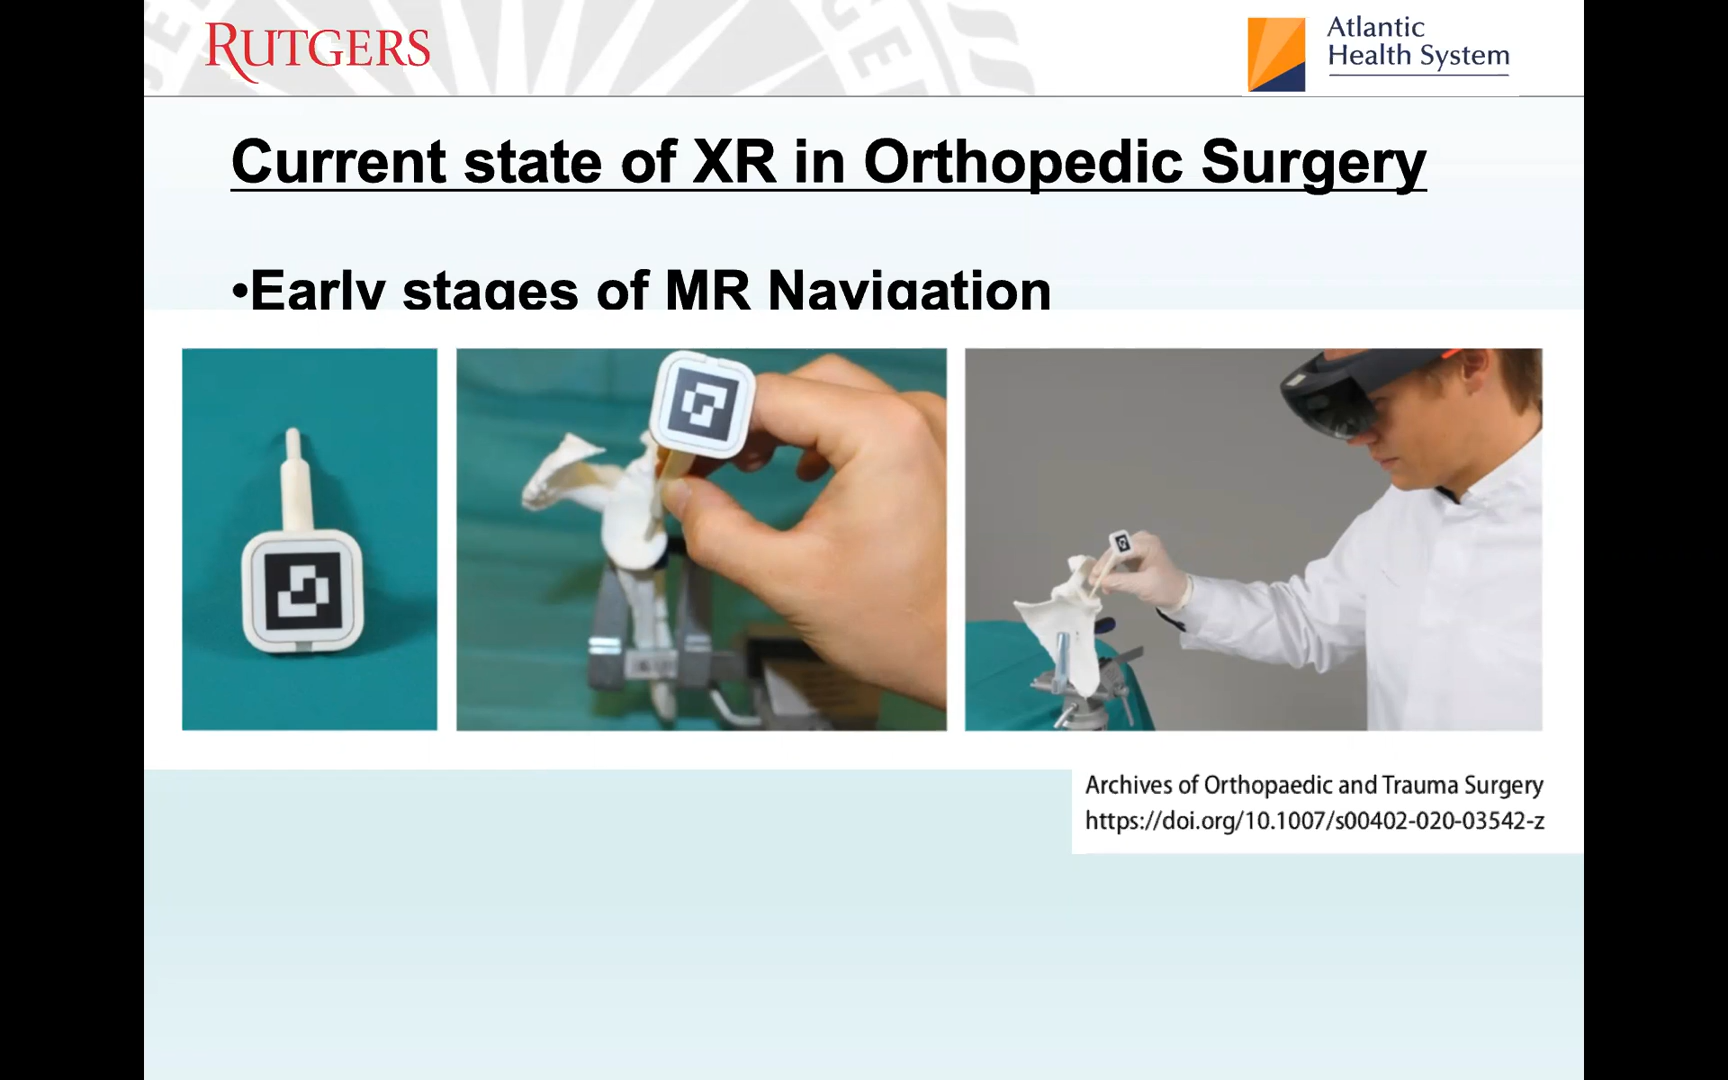 RUTGERS
Atlantic
Health System
Current state of XR in Orthopedic Surgery
•Early stages of MR Navigation
Archives of Orthopaedic and Trauma Surgery
https://doi.org/10.1007/s00402-020-03542-z